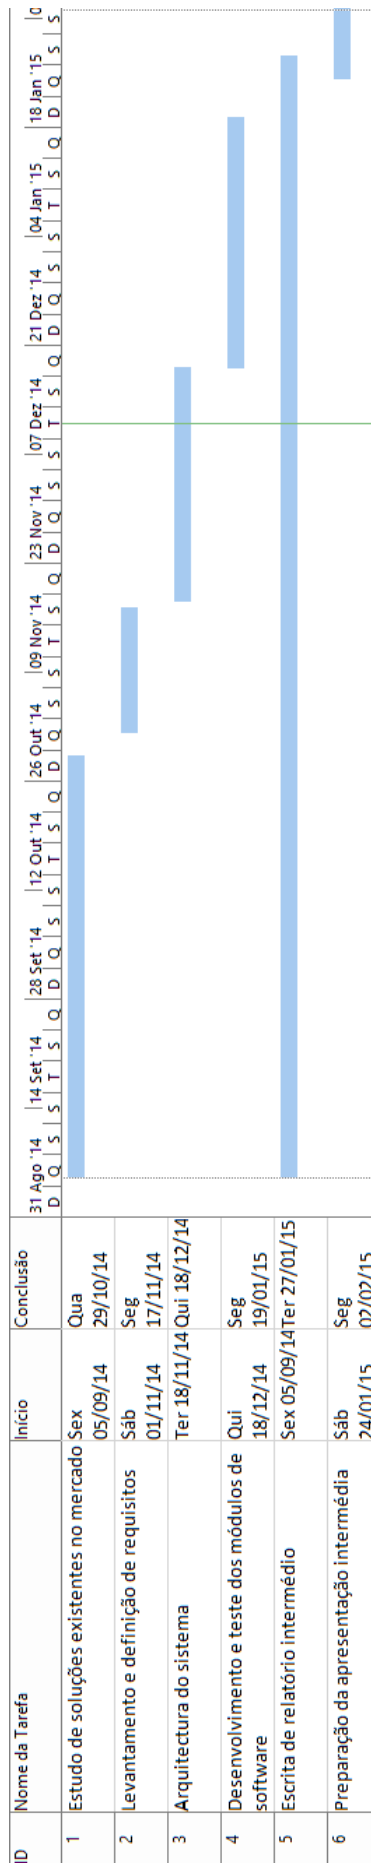 ID Nome da Tarefa Início Conclusão 31 Ago '14 14 Set '14 28 Set '14 12 Out '14 26 Out '14 09 Nov '14 23 Nov '14 07 Dez '14 21 Dez '14 04 Jan '15 18 Jan '15
D Q S S T S Q D Q S S T S Q D Q S S T S Q D Q S S T S Q D Q S S T S Q D Q S S
1 Estudo de soluções existentes no mercado Sex Qua
05/09/14 29/10/14
2 Levantamento e definição de requisitos Sáb Seg
01/11/14 17/11/14
3 Arquitectura do sistema Ter 18/11/14 Qui 18/12/14
4 Desenvolvimento e teste dos módulos de Qui Seg
software 18/12/14 19/01/15
5 Escrita de relatório intermédio Sex 05/09/14 Ter 27/01/15
6 Preparação da apresentação intermédia Sáb Seg
24/01/15 02/02/15